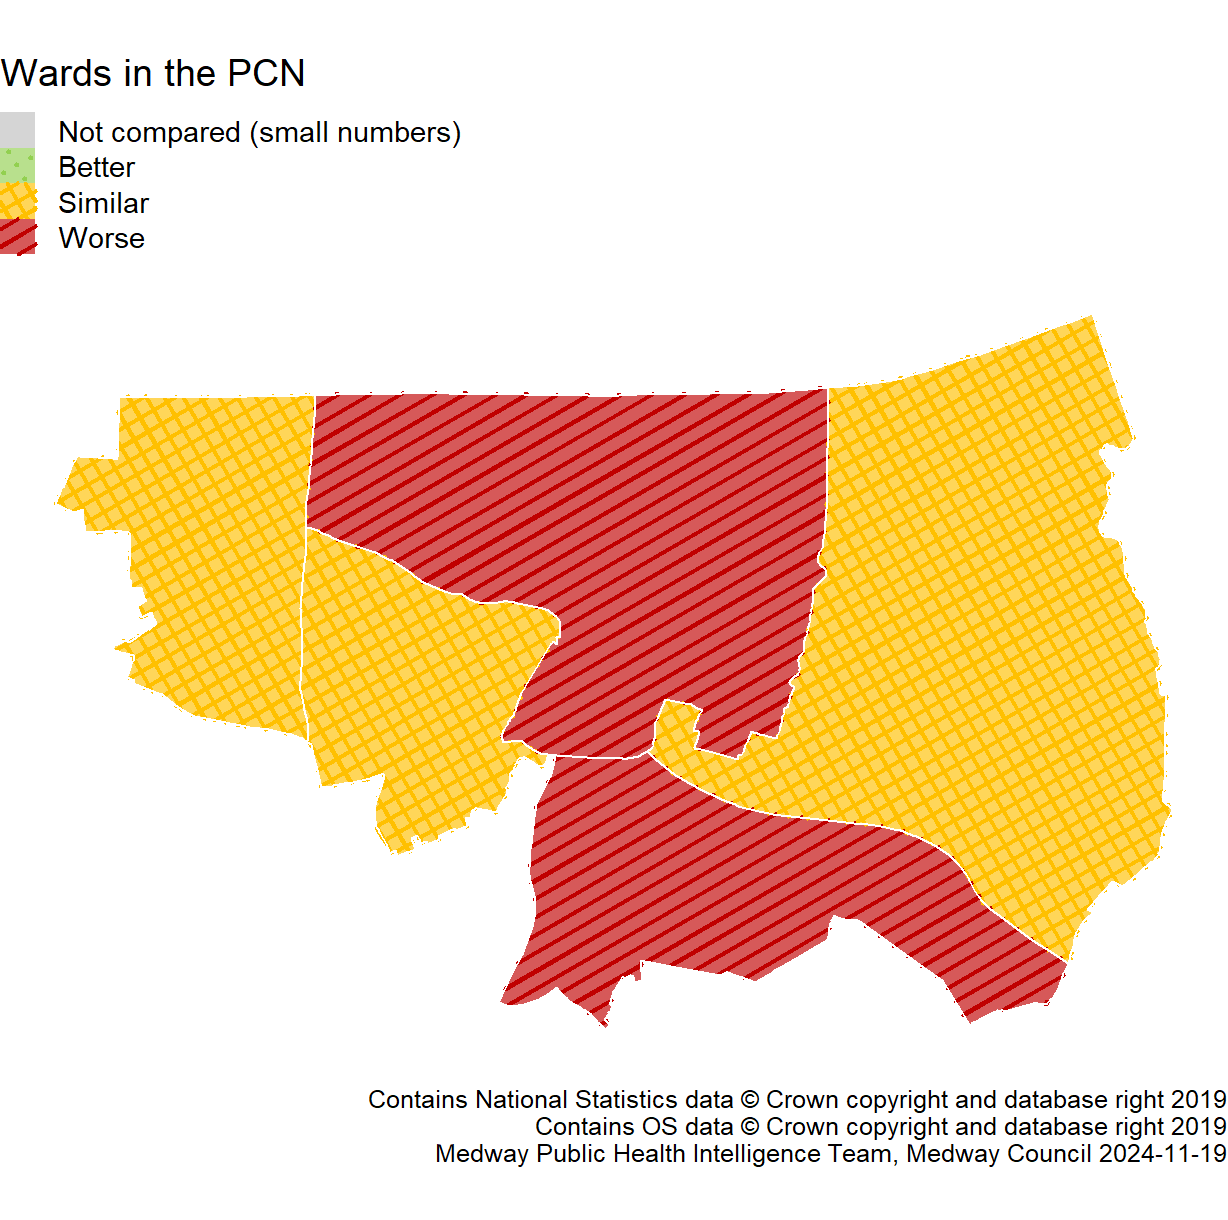 Wards in the PCN
Not compared (small numbers)
Better
Similar
Worse
Contains National Statistics data © Crown copyright and database right 2019
Contains OS data © Crown copyright and database right 2019
Medway Public Health Intelligence Team, Medway Council 2024-11-19